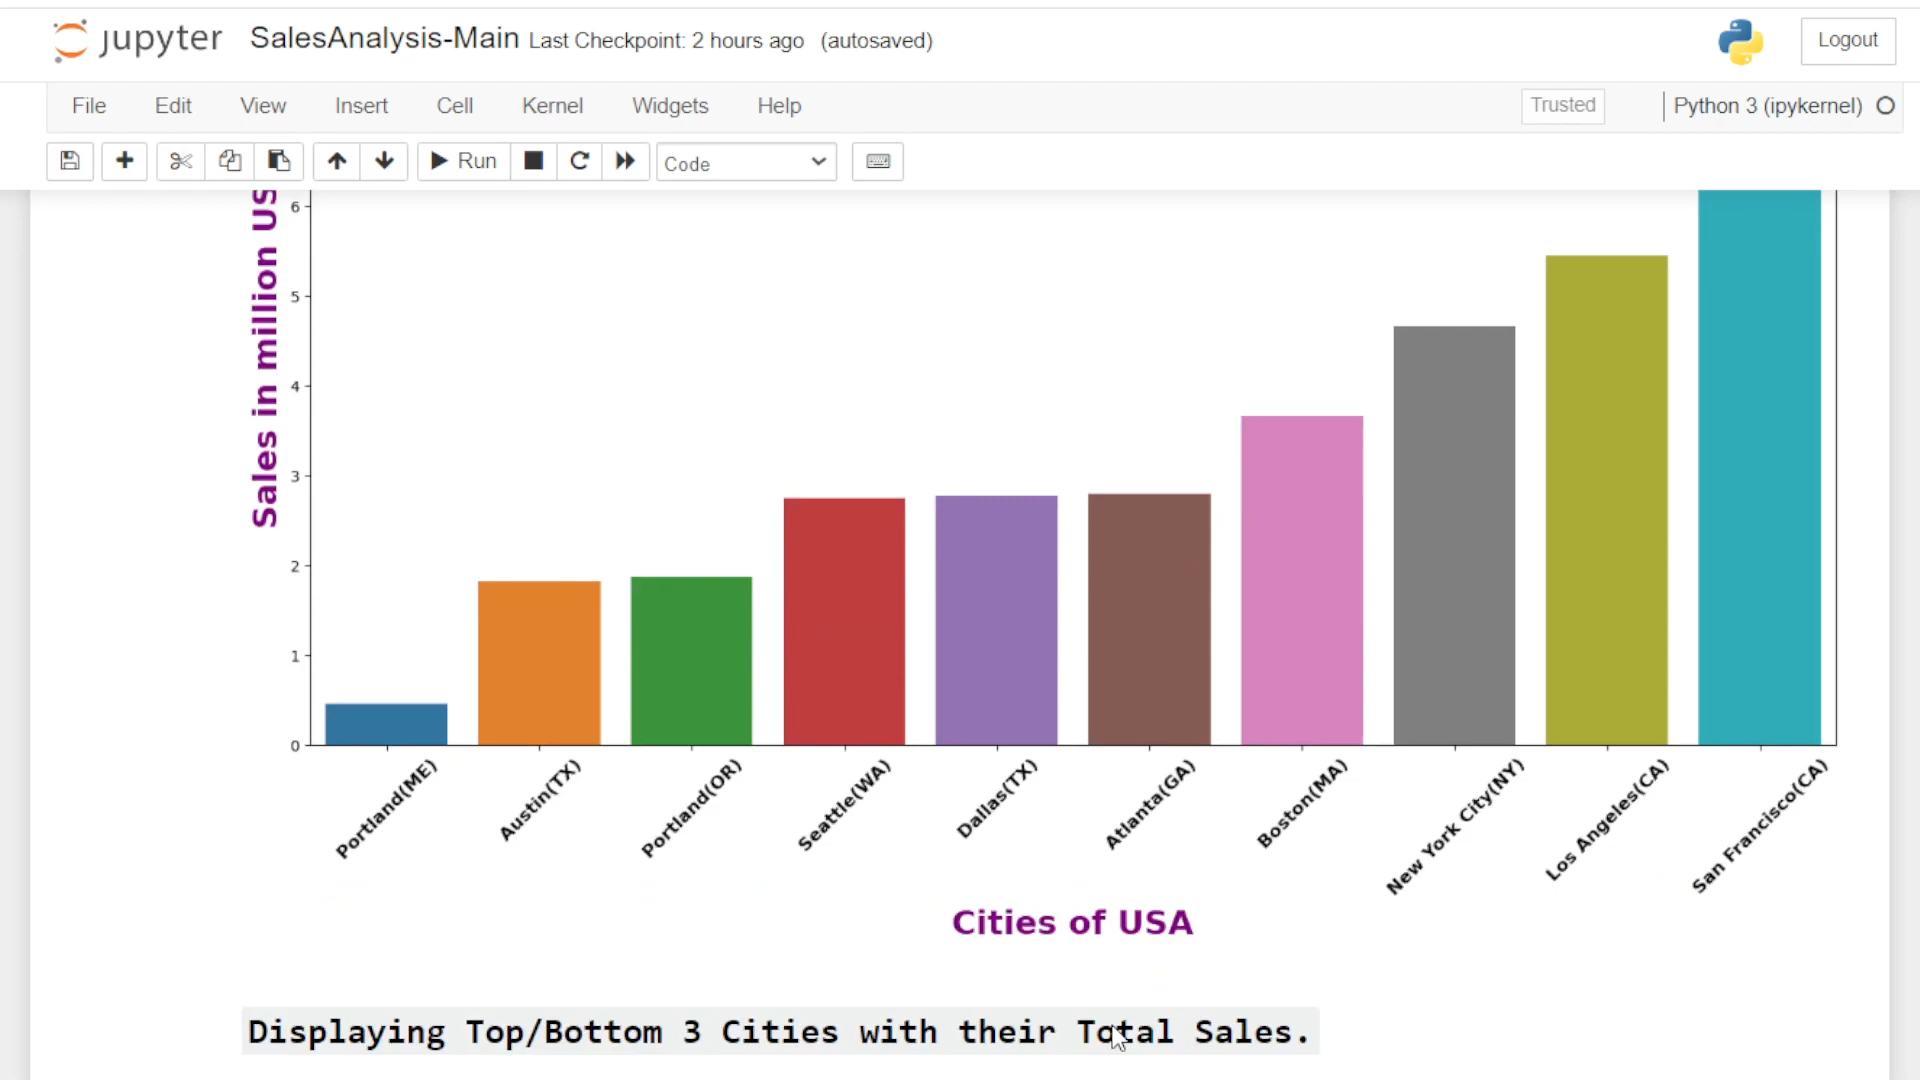 jupyter SalesAnalysis-Main Last Checkpoint: 2 hours ago (autosaved) Logout
File Edit View Insert Cell Kernel Widgets Help Trusted Python 3 (ipykernel)
Run Code
Sales in million US
6
5
4
3
2
1
0
Portland(ME) Austin(TX) Portland(OR) Seattle(WA) Dallas(TX) Atlanta(GA) Boston(MA) New York City(NY) Los Angeles(CA) San Francisco(CA)
Cities of USA
Displaying Top/Bottom 3 Cities with their Total Sales.